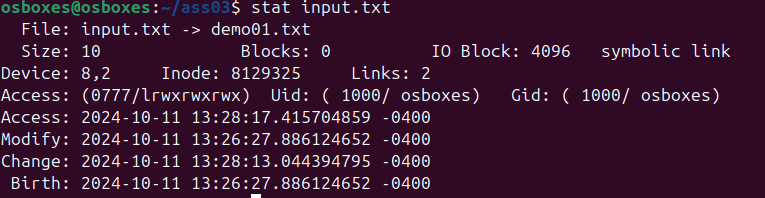 osboxes@osboxes:~/ass03$ stat input.txt
  File: input.txt -> demo01.txt
  Size: 10              Blocks: 0          IO Block: 4096   symbolic link
Device: 8,2     Inode: 8129325     Links: 2
Access: (0777/lrwxrwxrwx)  Uid: ( 1000/ osboxes)   Gid: ( 1000/ osboxes)
Access: 2024-10-11 13:28:17.415704859 -0400
Modify: 2024-10-11 13:26:27.886124652 -0400
Change: 2024-10-11 13:28:13.044394795 -0400
 Birth: 2024-10-11 13:26:27.886124652 -0400